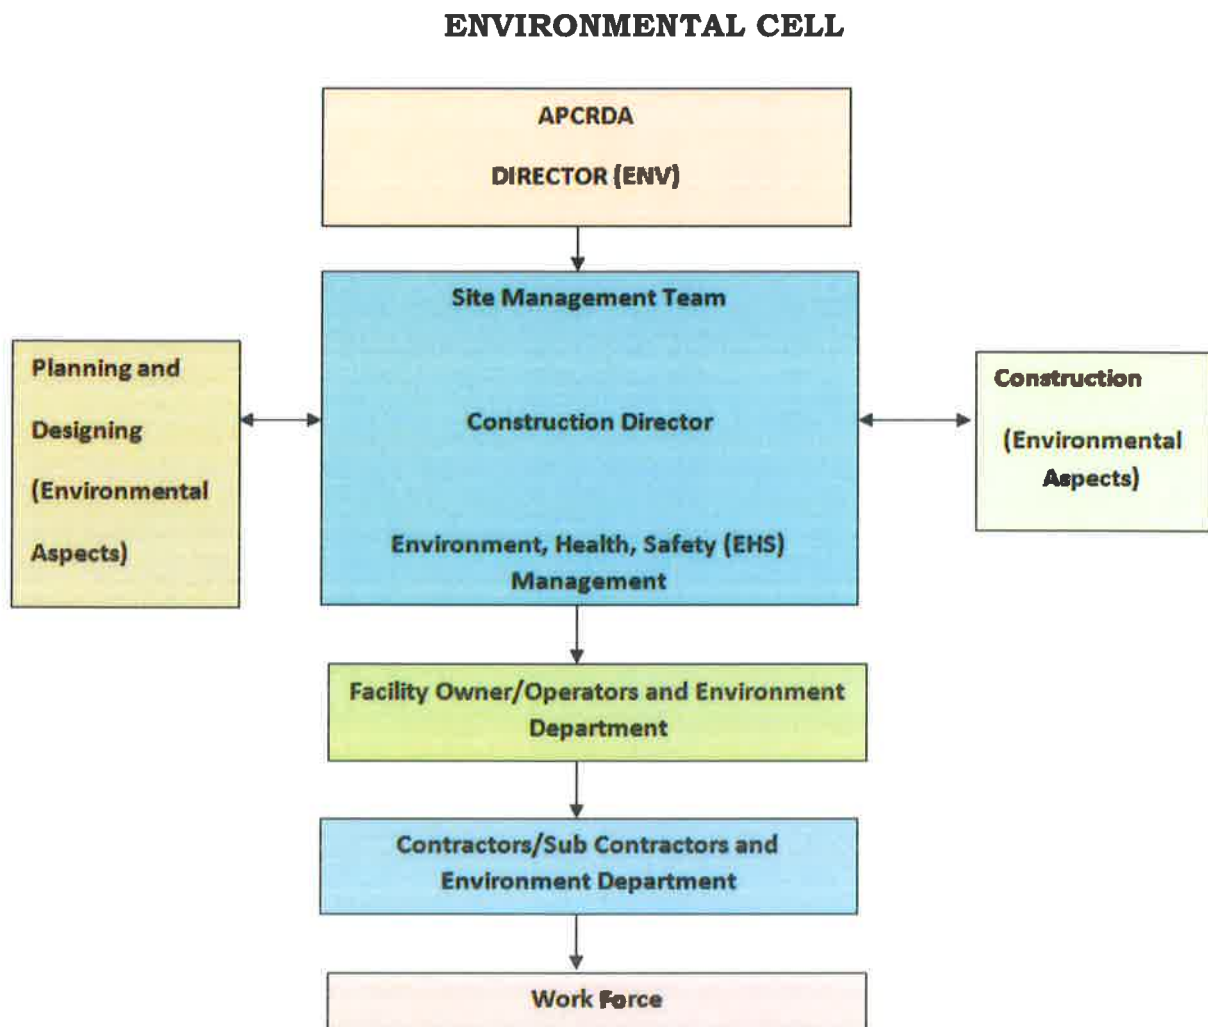 ENVIRONMENTAL CELL
APCRDA
DIRECTOR (ENV)
Site Management Team
Construction Director
Environment, Health, Safety (EHS)
Management
Planning and
Designing
(Environmental
Aspects)
Construction
(Environmental
Aspects)
Facility Owner/Operators and Environment
Department
Contractors/Sub Contractors and
Environment Department
Work Force